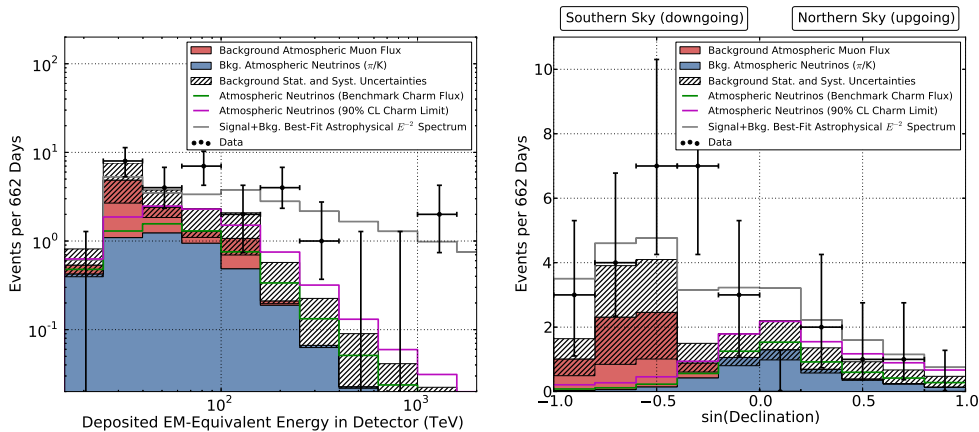 Southern Sky (downgoing)
Northern Sky (upgoing)
Background Atmospheric Muon Flux
Bkg. Atmospheric Neutrinos (π/K)
Background Stat. and Syst. Uncertainties
Atmospheric Neutrinos (Benchmark Charm Flux)
Atmospheric Neutrinos (90% CL Charm Limit)
Signal+Bkg. Best-Fit Astrophysical E⁻² Spectrum
Data
Events per 662 Days
10²
10¹
10⁰
10⁻¹
10²
10³
Deposited EM-Equivalent Energy in Detector (TeV)
Background Atmospheric Muon Flux
Bkg. Atmospheric Neutrinos (π/K)
Background Stat. and Syst. Uncertainties
Atmospheric Neutrinos (Benchmark Charm Flux)
Atmospheric Neutrinos (90% CL Charm Limit)
Signal+Bkg. Best-Fit Astrophysical E⁻² Spectrum
Data
Events per 662 Days
10
8
6
4
2
0
−1.0
−0.5
0.0
0.5
1.0
sin(Declination)